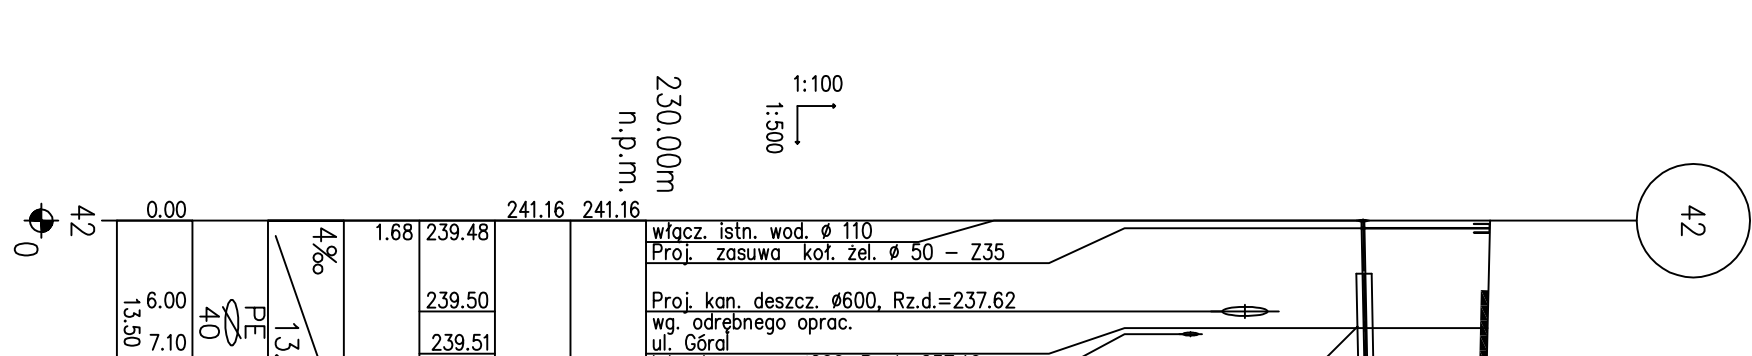 1:100
1:500
230.00m
n.p.m.
42
0
0.00
241.16
241.16
42
4‰
1.68
239.48
włącz. istn. wod. ø 110
Proj. zasuwa koł. żel. ø 50 – Z35
13.50
6.00
PE
40
13.
239.50
Proj. kan. deszcz. ø600, Rz.d.=237.62
wg. odrębnego oprac.
7.10
239.51
ul. Góral